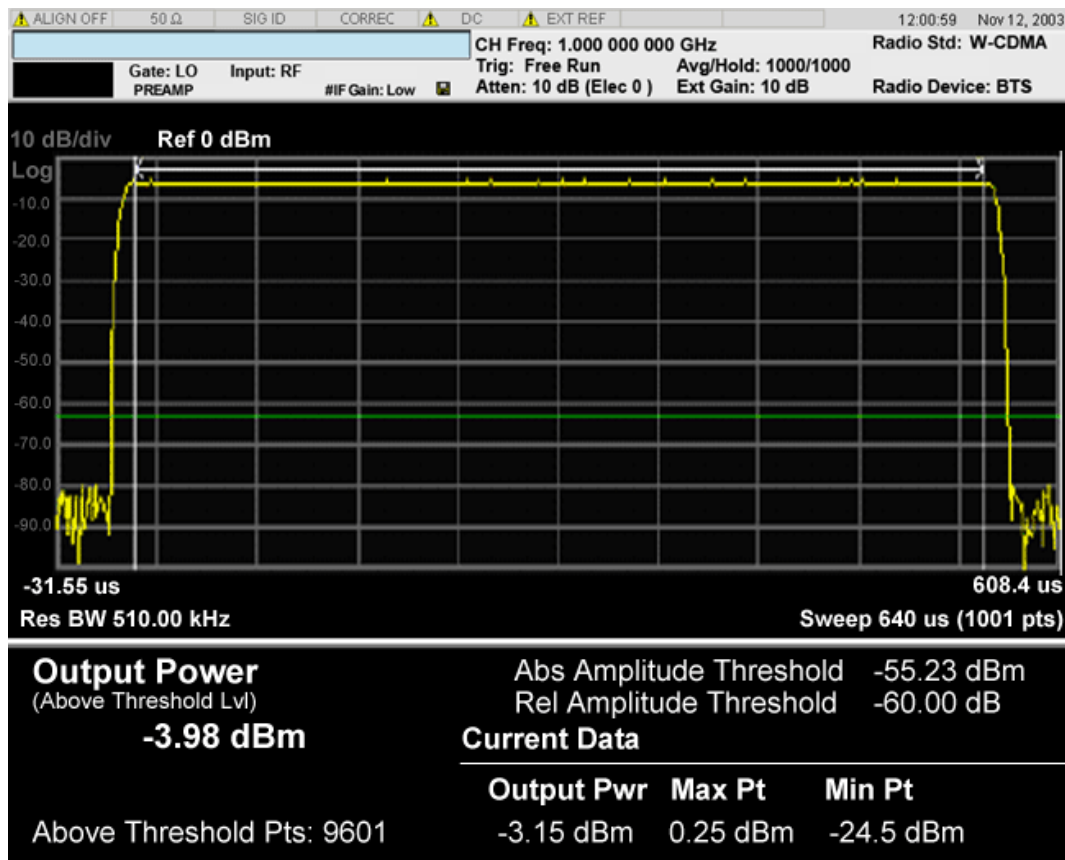 ALIGN OFF 50 Ω SIG ID CORREC DC EXT REF 12:00:59 Nov 12, 2003
CH Freq: 1.000 000 000 GHz Radio Std: W-CDMA
Gate: LO Input: RF Trig: Free Run Avg/Hold: 1000/1000
PREAMP #IF Gain: Low Atten: 10 dB (Elec 0 ) Ext Gain: 10 dB Radio Device: BTS
10 dB/div Ref 0 dBm
Log
-10.0
-20.0
-30.0
-40.0
-50.0
-60.0
-70.0
-80.0
-90.0
-31.55 us 608.4 us
Res BW 510.00 kHz Sweep 640 us (1001 pts)
Output Power Abs Amplitude Threshold -55.23 dBm
(Above Threshold Lvl) Rel Amplitude Threshold -60.00 dB
-3.98 dBm Current Data
Output Pwr Max Pt Min Pt
Above Threshold Pts: 9601 -3.15 dBm 0.25 dBm -24.5 dBm